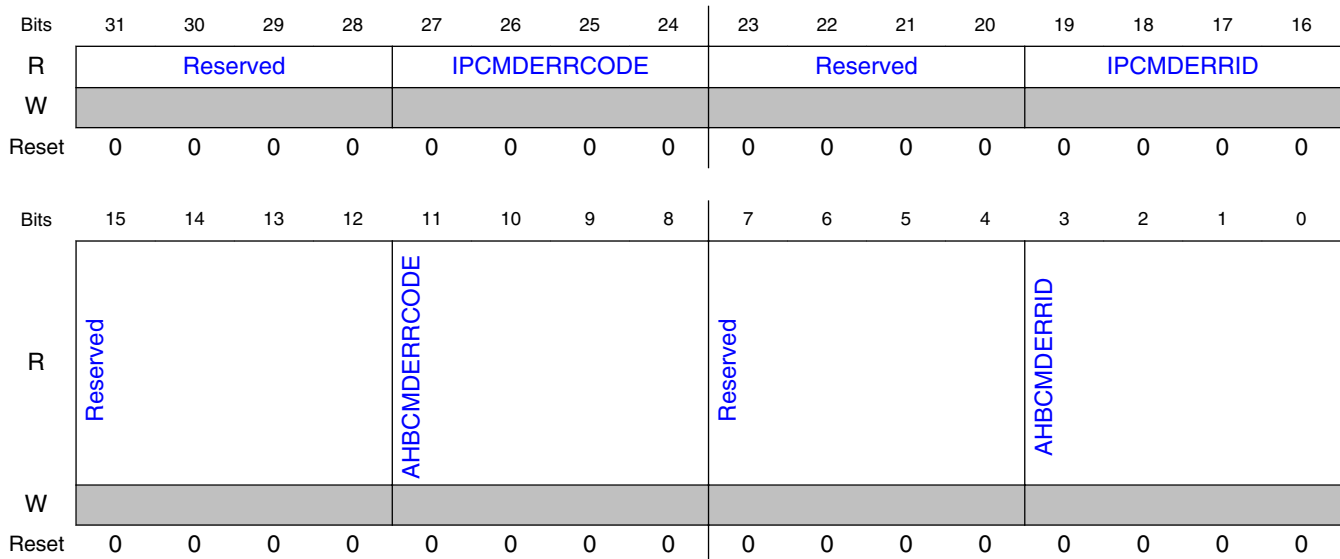 Bits 31 30 29 28 27 26 25 24 23 22 21 20 19 18 17 16
R Reserved IPCMDERRCODE Reserved IPCMDERRID
W
Reset 0 0 0 0 0 0 0 0 0 0 0 0 0 0 0 0
Bits 15 14 13 12 11 10 9 8 7 6 5 4 3 2 1 0
R Reserved AHBCMDERRCODE Reserved AHBCMDERRID
W
Reset 0 0 0 0 0 0 0 0 0 0 0 0 0 0 0 0